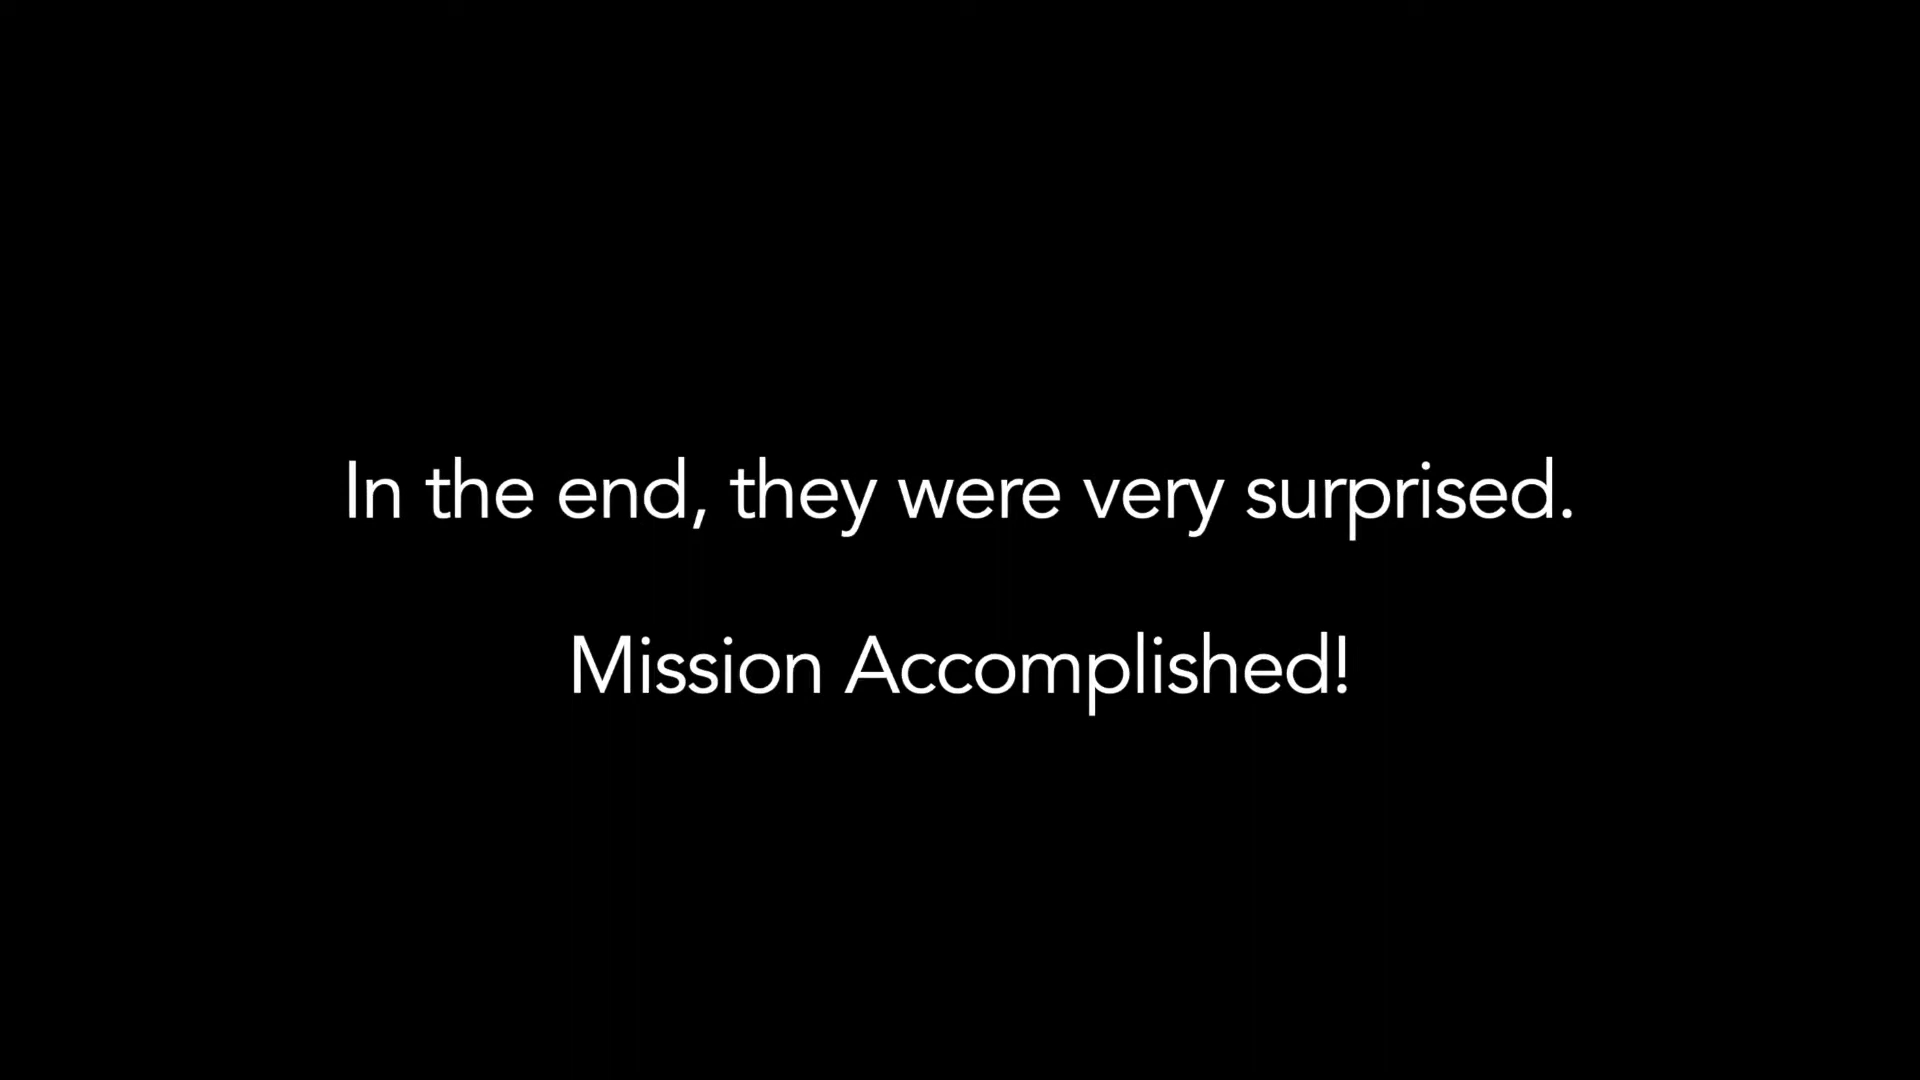 In the end, they were very surprised.
Mission Accomplished!